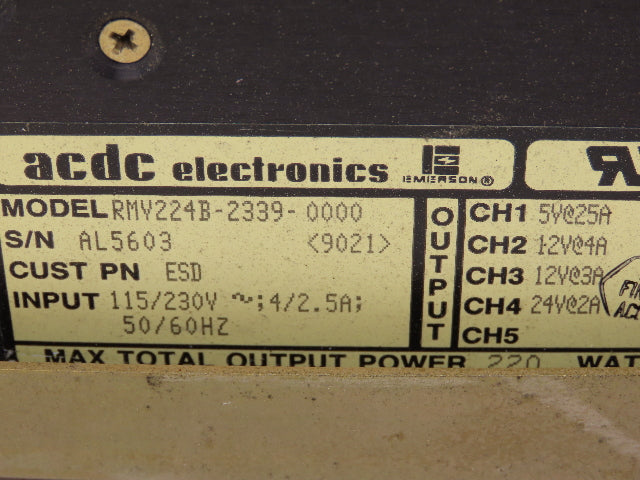 acdc electronics EMERSON®
MODEL RMV224B-2339-0000
S/N AL5603 <9021>
CUST PN ESD
INPUT 115/230V ~;4/2.5A;
50/60HZ
OUTPUT
CH1 5V@25A
CH2 12V@4A
CH3 12V@3A
CH4 24V@2A
CH5
MAX TOTAL OUTPUT POWER 220